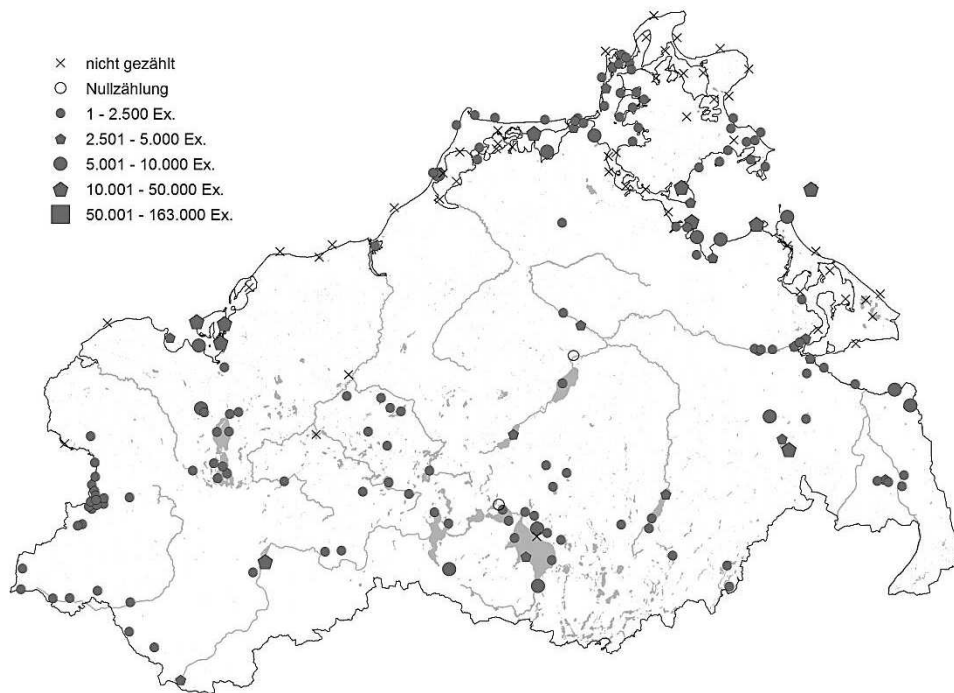 nicht gezählt
Nullzählung
1 - 2.500 Ex.
2.501 - 5.000 Ex.
5.001 - 10.000 Ex.
10.001 - 50.000 Ex.
50.001 - 163.000 Ex.